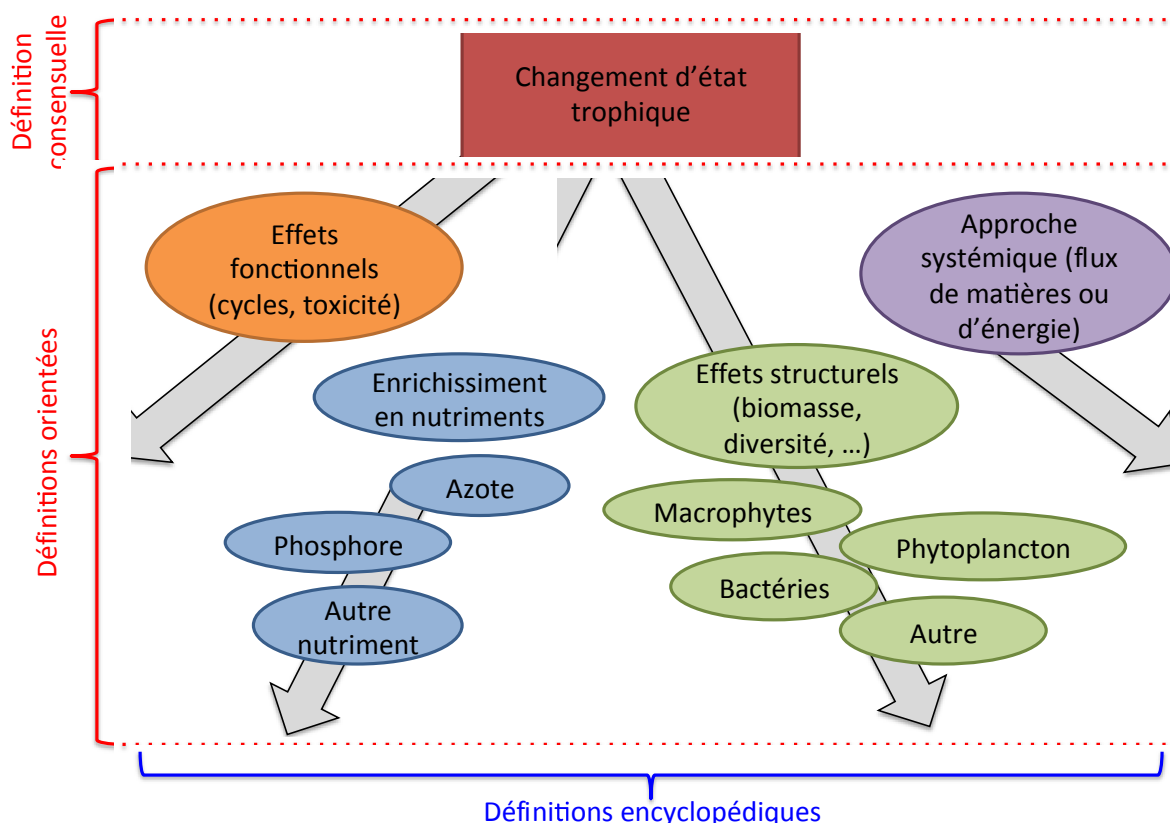 Définition
consensuelle
Changement d'état
trophique
Définitions orientées
Effets
fonctionnels
(cycles, toxicité)
Approche
systémique (flux
de matières ou
d'énergie)
Enrichissiment
en nutriments
Effets structurels
(biomasse,
diversité, ...)
Azote
Macrophytes
Phosphore
Phytoplancton
Bactéries
Autre
nutriment
Autre
Définitions encyclopédiques